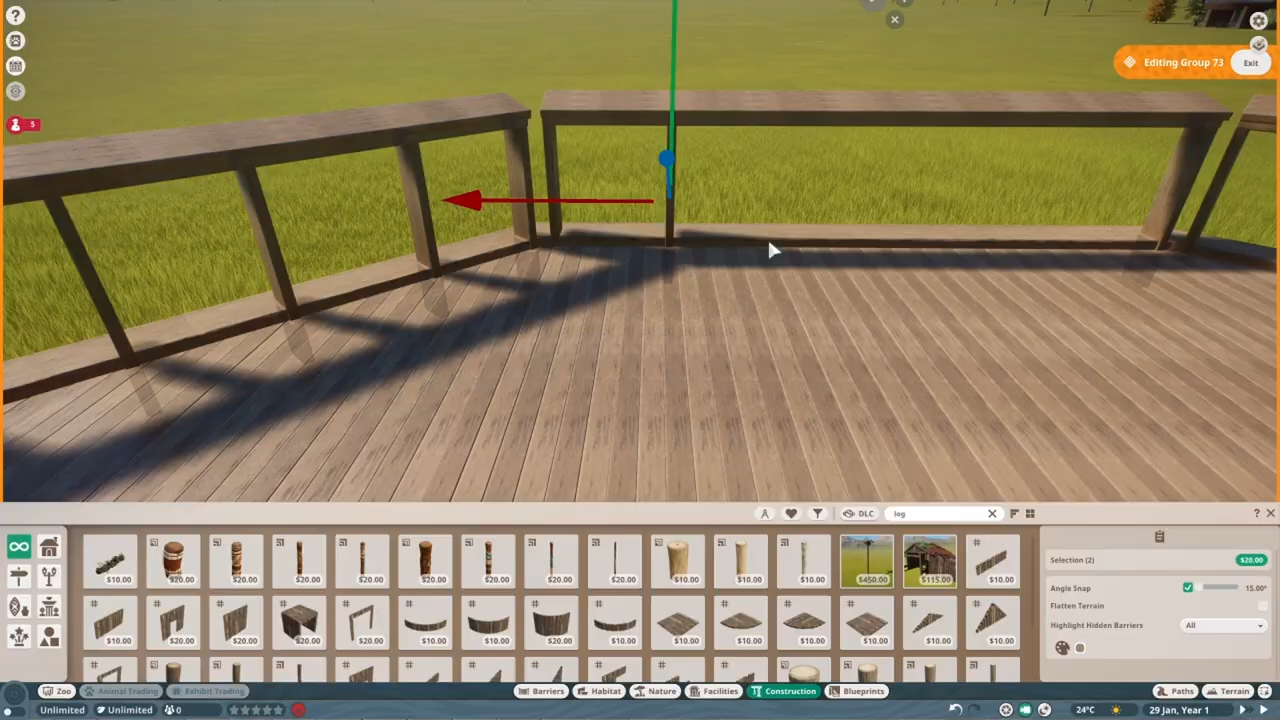 ?
5
Editing Group 73 Exit
DLC log
?
$10.00 $20.00 $20.00 $20.00 $20.00 $20.00 $20.00 $20.00 $20.00 $10.00 $10.00 $10.00 $450.00 $115.00 $10.00
$10.00 $20.00 $20.00 $20.00 $20.00 $10.00 $10.00 $20.00 $10.00 $10.00 $10.00 $10.00 $10.00 $10.00 $10.00
Selection (2) $20.00
Angle Snap 15.00°
Flatten Terrain
Highlight Hidden Barriers All
Zoo Animal Trading Exhibit Trading Barriers Habitat Nature Facilities Construction Blueprints Paths Terrain
Unlimited Unlimited 0 24°C 29 Jan, Year 1